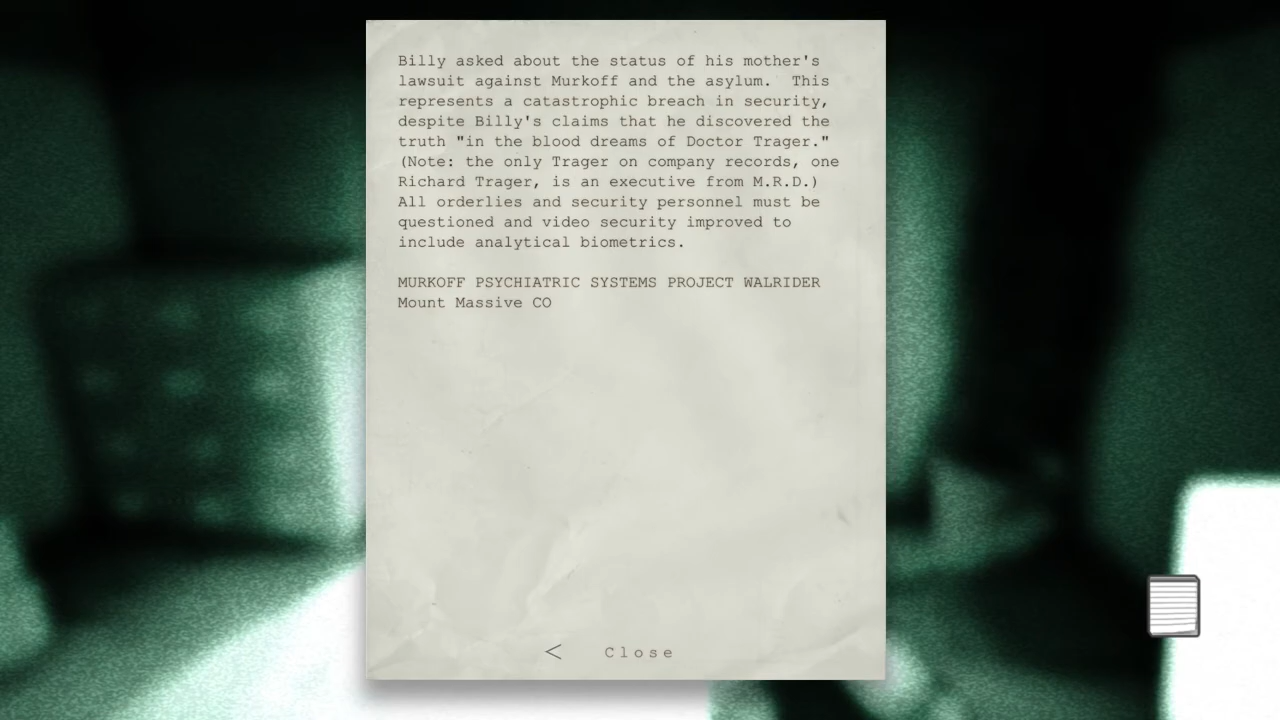 Billy asked about the status of his mother's
lawsuit against Murkoff and the asylum.  This
represents a catastrophic breach in security,
despite Billy's claims that he discovered the
truth "in the blood dreams of Doctor Trager."
(Note: the only Trager on company records, one
Richard Trager, is an executive from M.R.D.)
All orderlies and security personnel must be
questioned and video security improved to
include analytical biometrics.

MURKOFF PSYCHIATRIC SYSTEMS PROJECT WALRIDER
Mount Massive CO
< Close